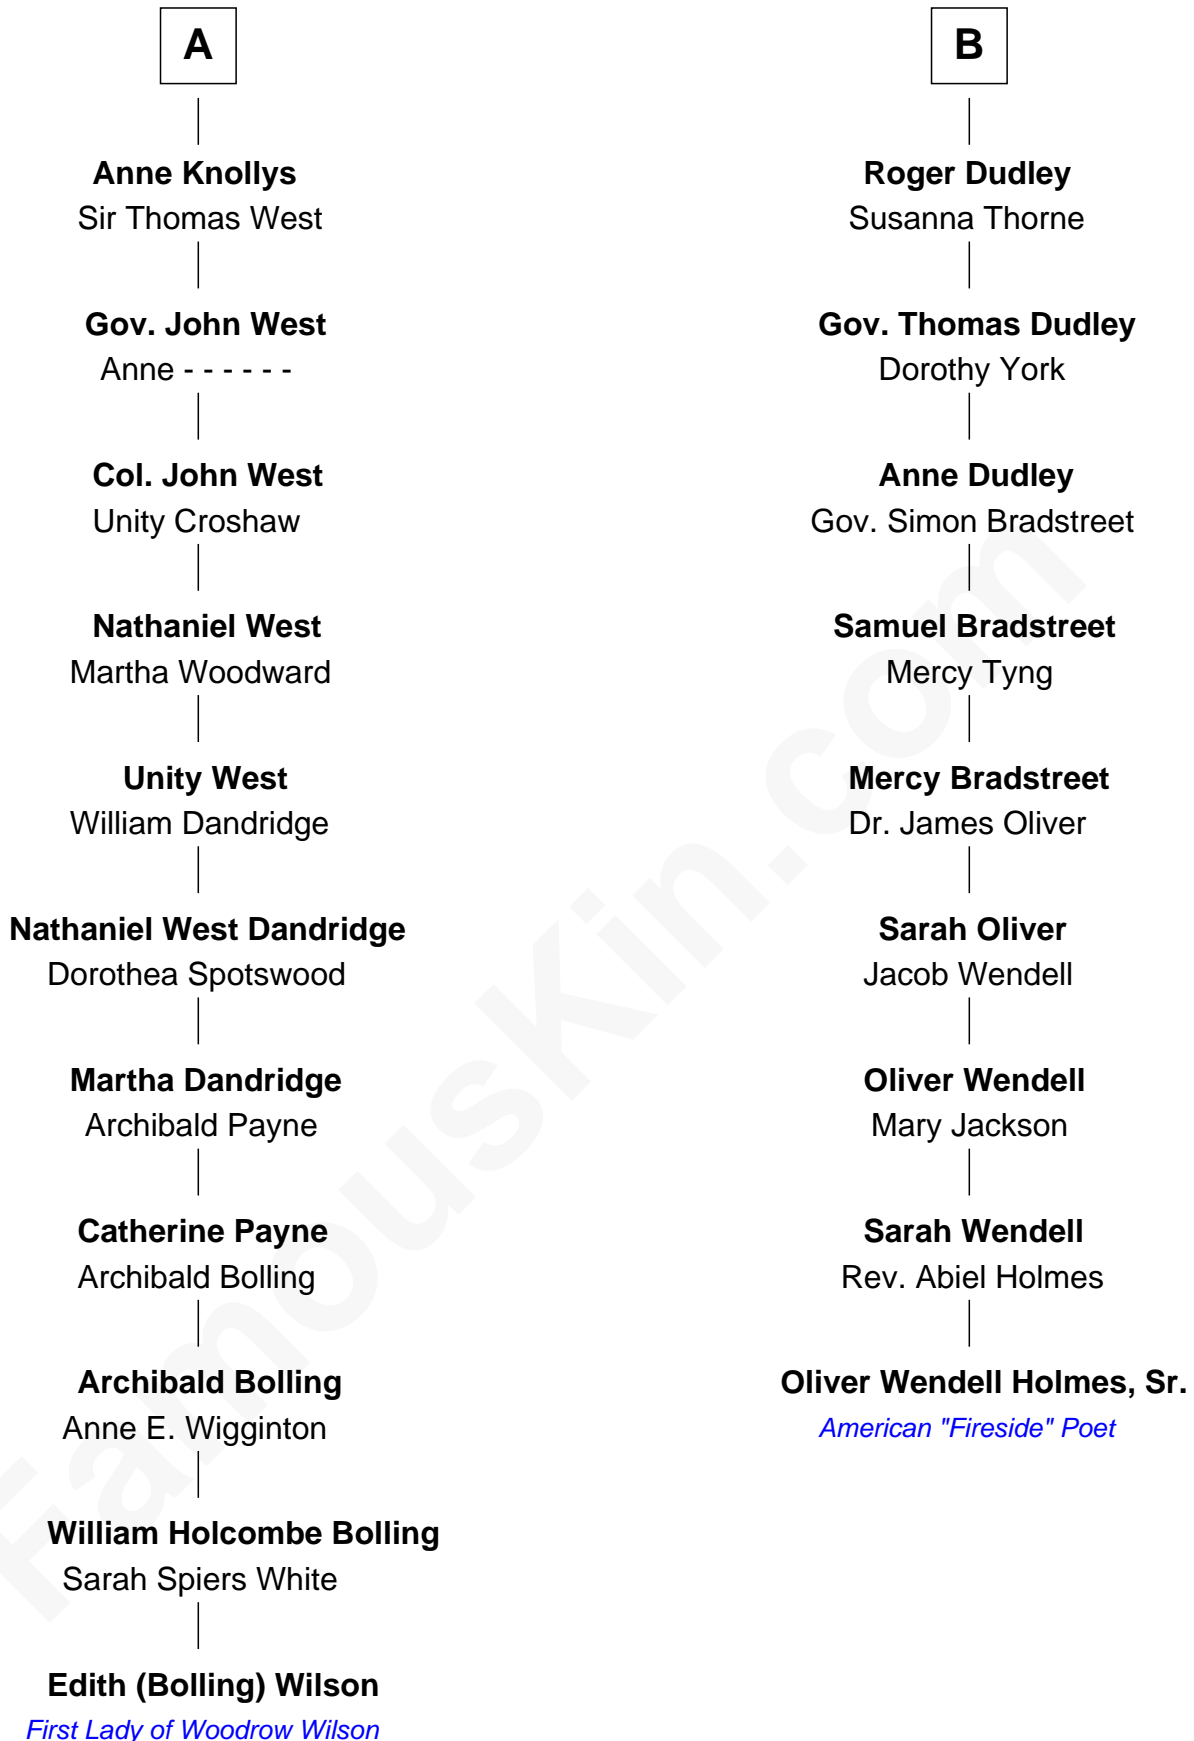 A
Anne Knollys
Sir Thomas West
Gov. John West
Anne - - - - - -
Col. John West
Unity Croshaw
Nathaniel West
Martha Woodward
Unity West
William Dandridge
Nathaniel West Dandridge
Dorothea Spotswood
Martha Dandridge
Archibald Payne
Catherine Payne
Archibald Bolling
Archibald Bolling
Anne E. Wigginton
William Holcombe Bolling
Sarah Spiers White
Edith (Bolling) Wilson
First Lady of Woodrow Wilson
B
Roger Dudley
Susanna Thorne
Gov. Thomas Dudley
Dorothy York
Anne Dudley
Gov. Simon Bradstreet
Samuel Bradstreet
Mercy Tyng
Mercy Bradstreet
Dr. James Oliver
Sarah Oliver
Jacob Wendell
Oliver Wendell
Mary Jackson
Sarah Wendell
Rev. Abiel Holmes
Oliver Wendell Holmes, Sr.
American "Fireside" Poet
FamousKin.com